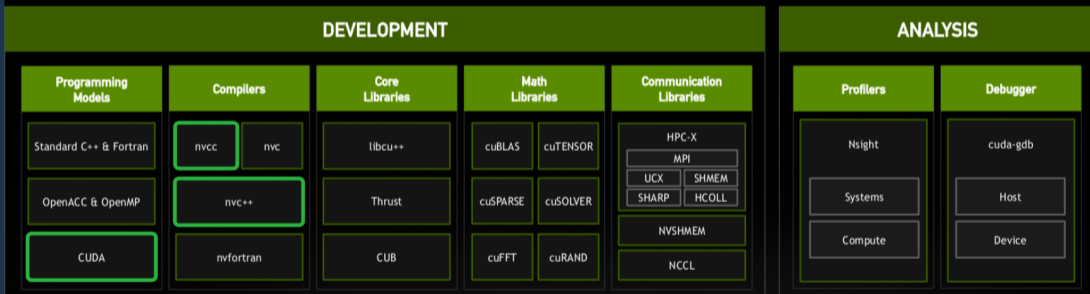 DEVELOPMENT
Programming
Models
Standard C++ & Fortran
OpenACC & OpenMP
CUDA
Compilers
nvcc
nvc
nvc++
nvfortran
Core
Libraries
libcu++
Thrust
CUB
Math
Libraries
cuBLAS
cuTENSOR
cuSPARSE
cuSOLVER
cuFFT
cuRAND
Communication
Libraries
HPC-X
MPI
UCX
SHMEM
SHARP
HCOLL
NVSHMEM
NCCL
ANALYSIS
Profilers
Nsight
Systems
Compute
Debugger
cuda-gdb
Host
Device